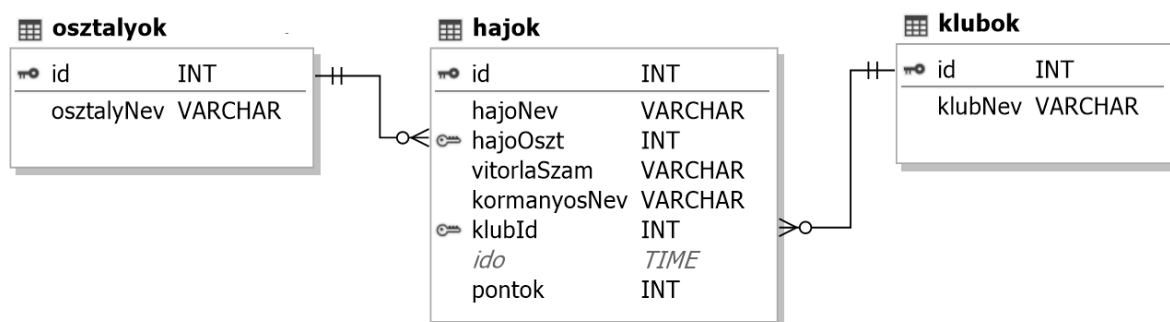 osztalyok
id INT
osztalyNev VARCHAR
hajok
id INT
hajoNev VARCHAR
hajoOszt INT
vitorlaSzam VARCHAR
kormanyosNev VARCHAR
klubId INT
ido TIME
pontok INT
klubok
id INT
klubNev VARCHAR